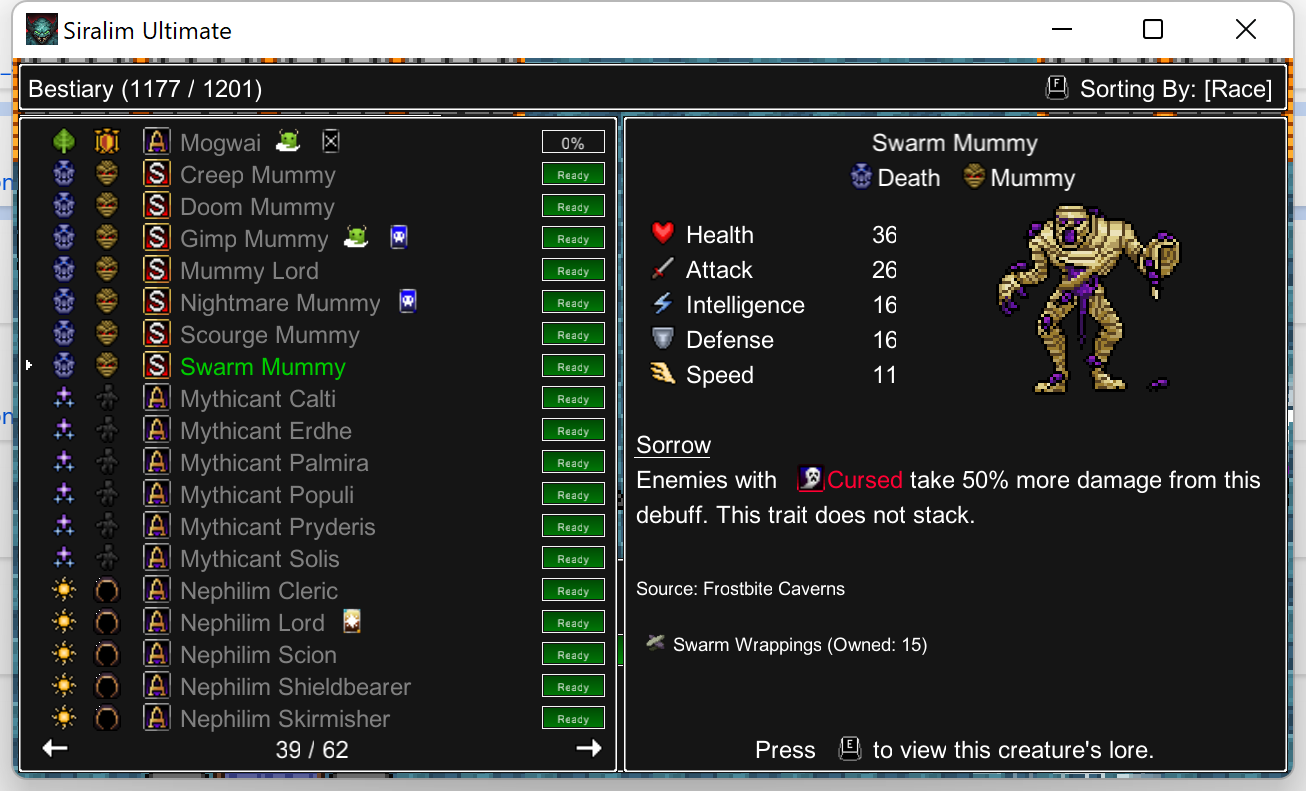 Siralim Ultimate
Bestiary (1177 / 1201)
F Sorting By: [Race]
A Mogwai 0%
S Creep Mummy Ready
S Doom Mummy Ready
S Gimp Mummy Ready
S Mummy Lord Ready
S Nightmare Mummy Ready
S Scourge Mummy Ready
S Swarm Mummy Ready
A Mythicant Calti Ready
A Mythicant Erdhe Ready
A Mythicant Palmira Ready
A Mythicant Populi Ready
A Mythicant Pryderis Ready
A Mythicant Solis Ready
A Nephilim Cleric Ready
A Nephilim Lord Ready
A Nephilim Scion Ready
A Nephilim Shieldbearer Ready
A Nephilim Skirmisher Ready
39 / 62
Swarm Mummy
Death Mummy
Health 36
Attack 26
Intelligence 16
Defense 16
Speed 11
Sorrow
Enemies with Cursed take 50% more damage from this
debuff. This trait does not stack.
Source: Frostbite Caverns
Swarm Wrappings (Owned: 15)
Press E to view this creature's lore.